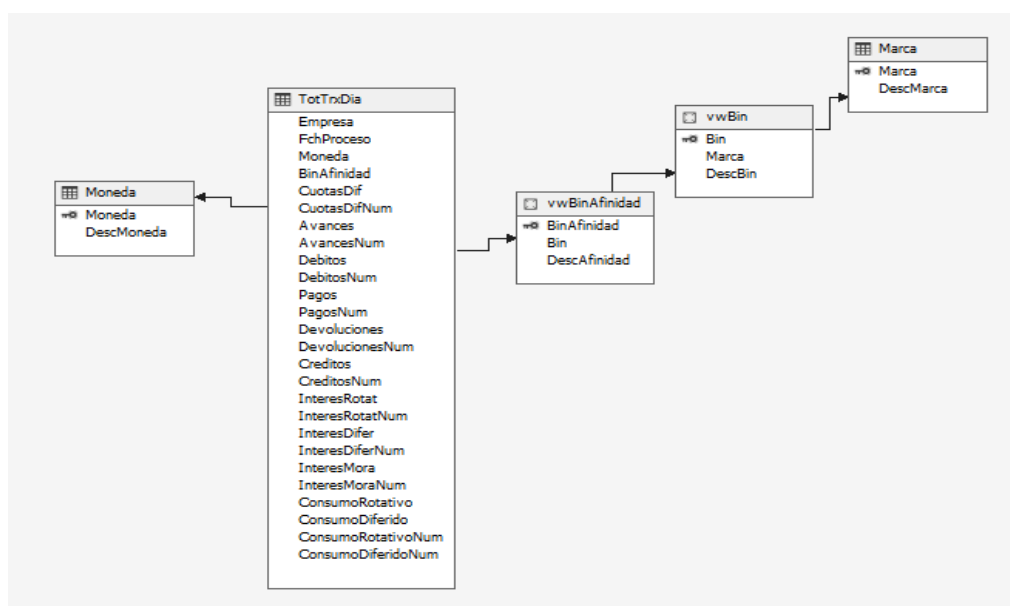 Marca
Marca
DescMarca
vwBin
Bin
Marca
DescBin
vwBinAfinidad
BinAfinidad
Bin
DescAfinidad
TotTrxDia
Empresa
FchProceso
Moneda
BinAfinidad
CuotasDif
CuotasDifNum
Avances
AvancesNum
Debitos
DebitosNum
Pagos
PagosNum
Devoluciones
DevolucionesNum
Creditos
CreditosNum
InteresRotat
InteresRotatNum
InteresDifer
InteresDiferNum
InteresMora
InteresMoraNum
ConsumoRotativo
ConsumoDiferido
ConsumoRotativoNum
ConsumoDiferidoNum
Moneda
Moneda
DescMoneda